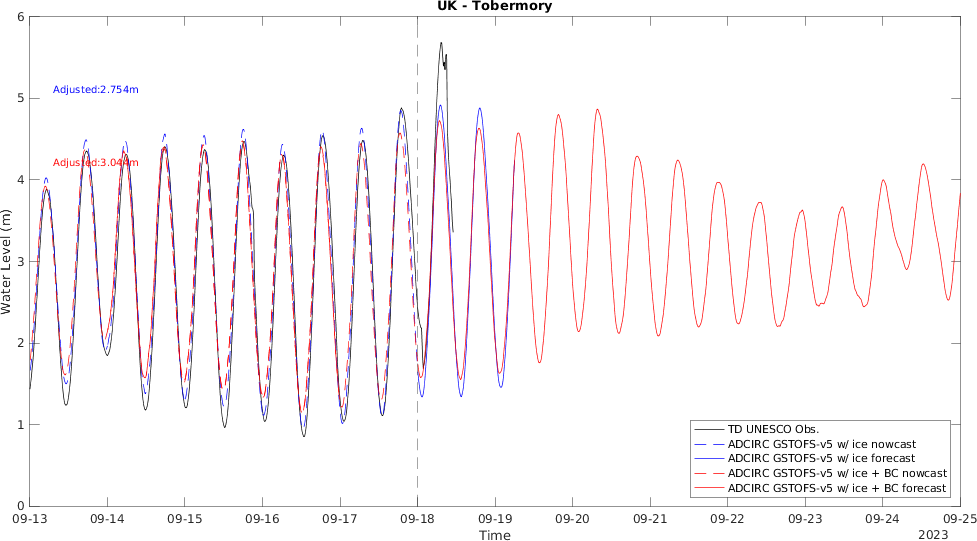 UK - Tobermory
6
5
4
3
2
1
0
Water Level (m)
Adjusted:2.754m
Adjusted:3.044m
TD UNESCO Obs.
ADCIRC GSTOFS-v5 w/ ice nowcast
ADCIRC GSTOFS-v5 w/ ice forecast
ADCIRC GSTOFS-v5 w/ ice + BC nowcast
ADCIRC GSTOFS-v5 w/ ice + BC forecast
09-13 09-14 09-15 09-16 09-17 09-18 09-19 09-20 09-21 09-22 09-23 09-24 09-25
Time
2023